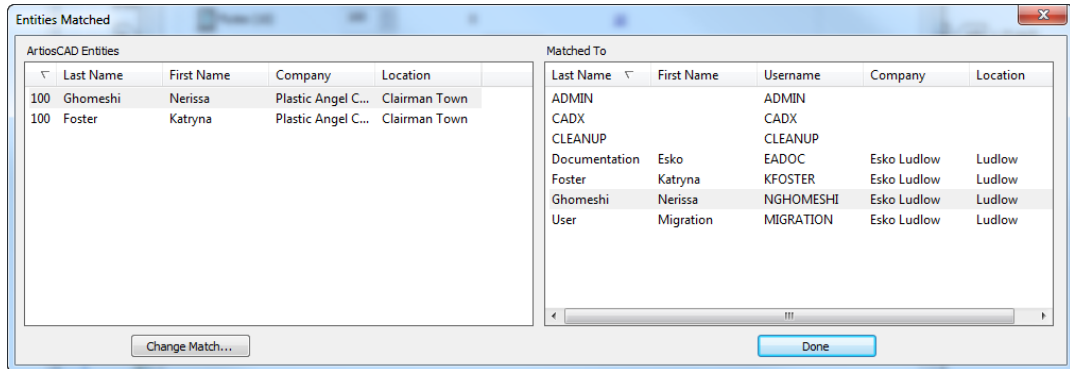 Entities Matched
ArtiosCAD Entities
Last Name First Name Company Location
100 Ghomeshi Nerissa Plastic Angel C... Clairman Town
100 Foster Katryna Plastic Angel C... Clairman Town
Change Match...
Matched To
Last Name First Name Username Company Location
ADMIN ADMIN
CADX CADX
CLEANUP CLEANUP
Documentation Esko EADOC Esko Ludlow Ludlow
Foster Katryna KFOSTER Esko Ludlow Ludlow
Ghomeshi Nerissa NGHOMESHI Esko Ludlow Ludlow
User Migration MIGRATION Esko Ludlow Ludlow
Done